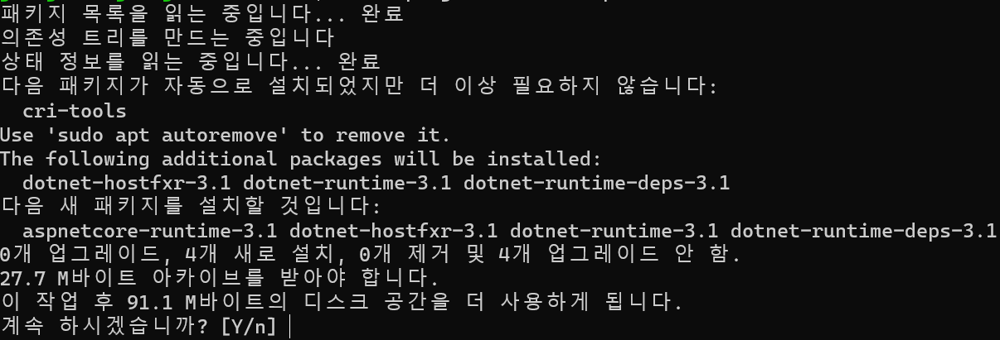 패키지 목록을 읽는 중입니다... 완료
의존성 트리를 만드는 중입니다
상태 정보를 읽는 중입니다... 완료
다음 패키지가 자동으로 설치되었지만 더 이상 필요하지 않습니다:
cri-tools
Use 'sudo apt autoremove' to remove it.
The following additional packages will be installed:
dotnet-hostfxr-3.1 dotnet-runtime-3.1 dotnet-runtime-deps-3.1
다음 새 패키지를 설치할 것입니다:
aspnetcore-runtime-3.1 dotnet-hostfxr-3.1 dotnet-runtime-3.1 dotnet-runtime-deps-3.1
0개 업그레이드, 4개 새로 설치, 0개 제거 및 4개 업그레이드 안 함.
27.7 M바이트 아카이브를 받아야 합니다.
이 작업 후 91.1 M바이트의 디스크 공간을 더 사용하게 됩니다.
계속 하시겠습니까? [Y/n]